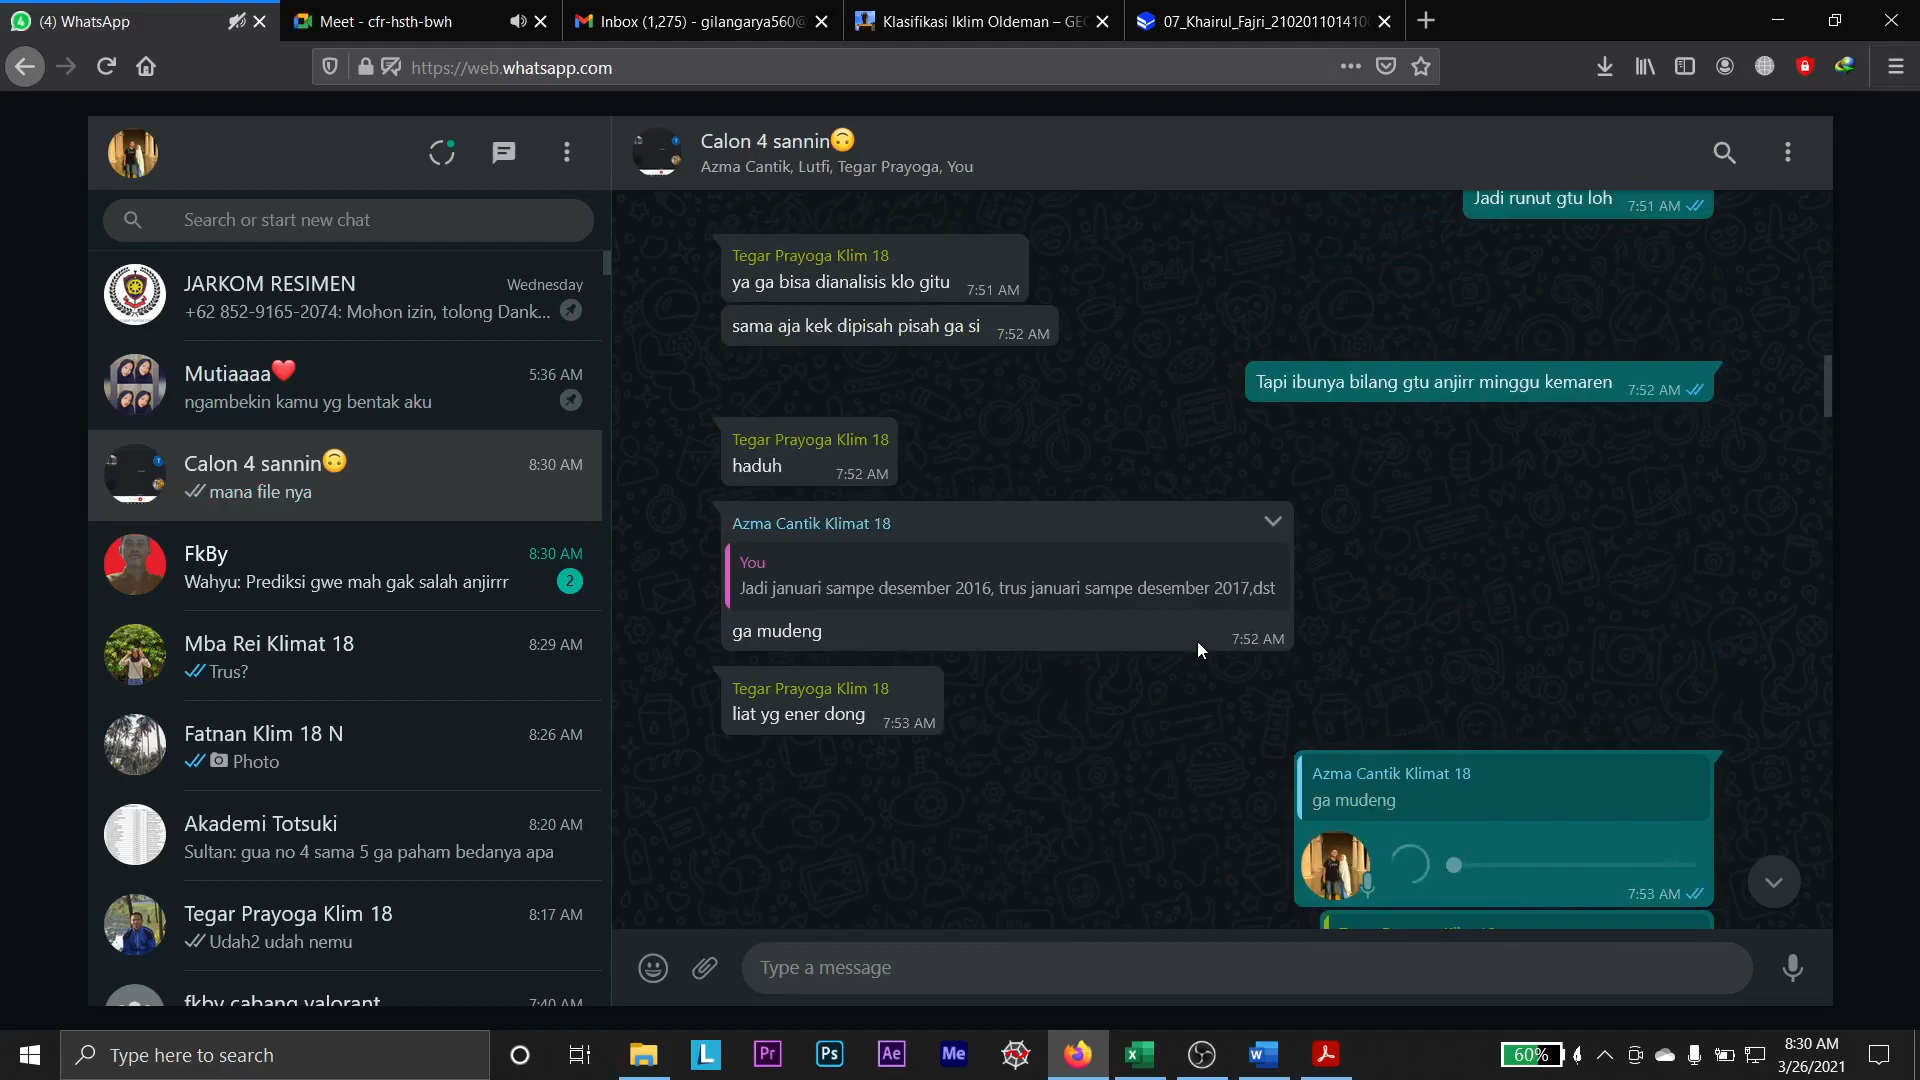 (4) WhatsApp
Meet - cfr-hsth-bwh
Inbox (1,275) - gilangarya560@
Klasifikasi Iklim Oldeman – GEO
07_Khairul_Fajri_21020110141
https://web.whatsapp.com
Search or start new chat
JARKOM RESIMEN
Wednesday
+62 852-9165-2074: Mohon izin, tolong Dank...
Mutiaaaa❤️
5:36 AM
ngambekin kamu yg bentak aku
Calon 4 sannin🙃
8:30 AM
mana file nya
FkBy
8:30 AM
Wahyu: Prediksi gwe mah gak salah anjirrr
2
Mba Rei Klimat 18
8:29 AM
Trus?
Fatnan Klim 18 N
8:26 AM
Photo
Akademi Totsuki
8:20 AM
Sultan: gua no 4 sama 5 ga paham bedanya apa
Tegar Prayoga Klim 18
8:17 AM
Udah2 udah nemu
fkby cabang valorant
7:40 AM
Calon 4 sannin🙃
Azma Cantik, Lutfi, Tegar Prayoga, You
Jadi runut gtu loh
7:51 AM
Tegar Prayoga Klim 18
ya ga bisa dianalisis klo gitu
7:51 AM
sama aja kek dipisah pisah ga si
7:52 AM
Tapi ibunya bilang gtu anjirr minggu kemaren
7:52 AM
Tegar Prayoga Klim 18
haduh
7:52 AM
Azma Cantik Klimat 18
You
Jadi januari sampe desember 2016, trus januari sampe desember 2017,dst
ga mudeng
7:52 AM
Tegar Prayoga Klim 18
liat yg ener dong
7:53 AM
Azma Cantik Klimat 18
ga mudeng
7:53 AM
Type a message
Type here to search
L
Pr
Ps
Ae
Me
60%
8:30 AM
3/26/2021